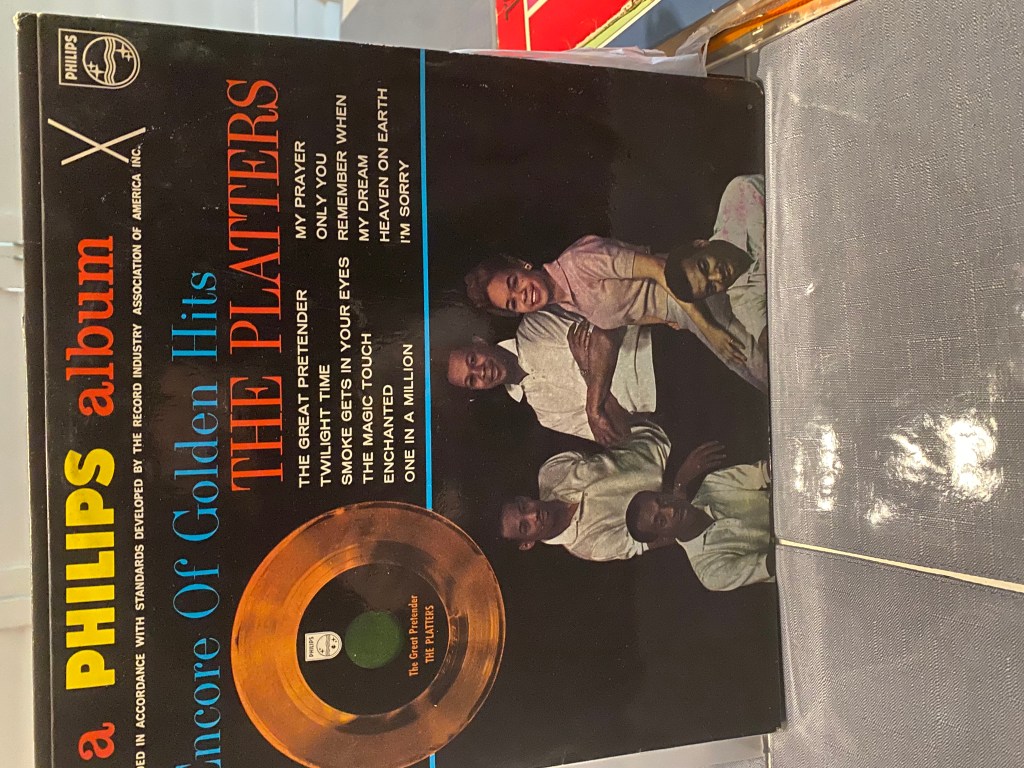 PHILIPS
a PHILIPS album
DED IN ACCORDANCE WITH STANDARDS DEVELOPED BY THE RECORD INDUSTRY ASSOCIATION OF AMERICA INC.
Encore Of Golden Hits
THE PLATTERS
THE GREAT PRETENDER
TWILIGHT TIME
SMOKE GETS IN YOUR EYES
THE MAGIC TOUCH
ENCHANTED
ONE IN A MILLION
MY PRAYER
ONLY YOU
REMEMBER WHEN
MY DREAM
HEAVEN ON EARTH
I'M SORRY
PHILIPS
The Great Pretender
THE PLATTERS